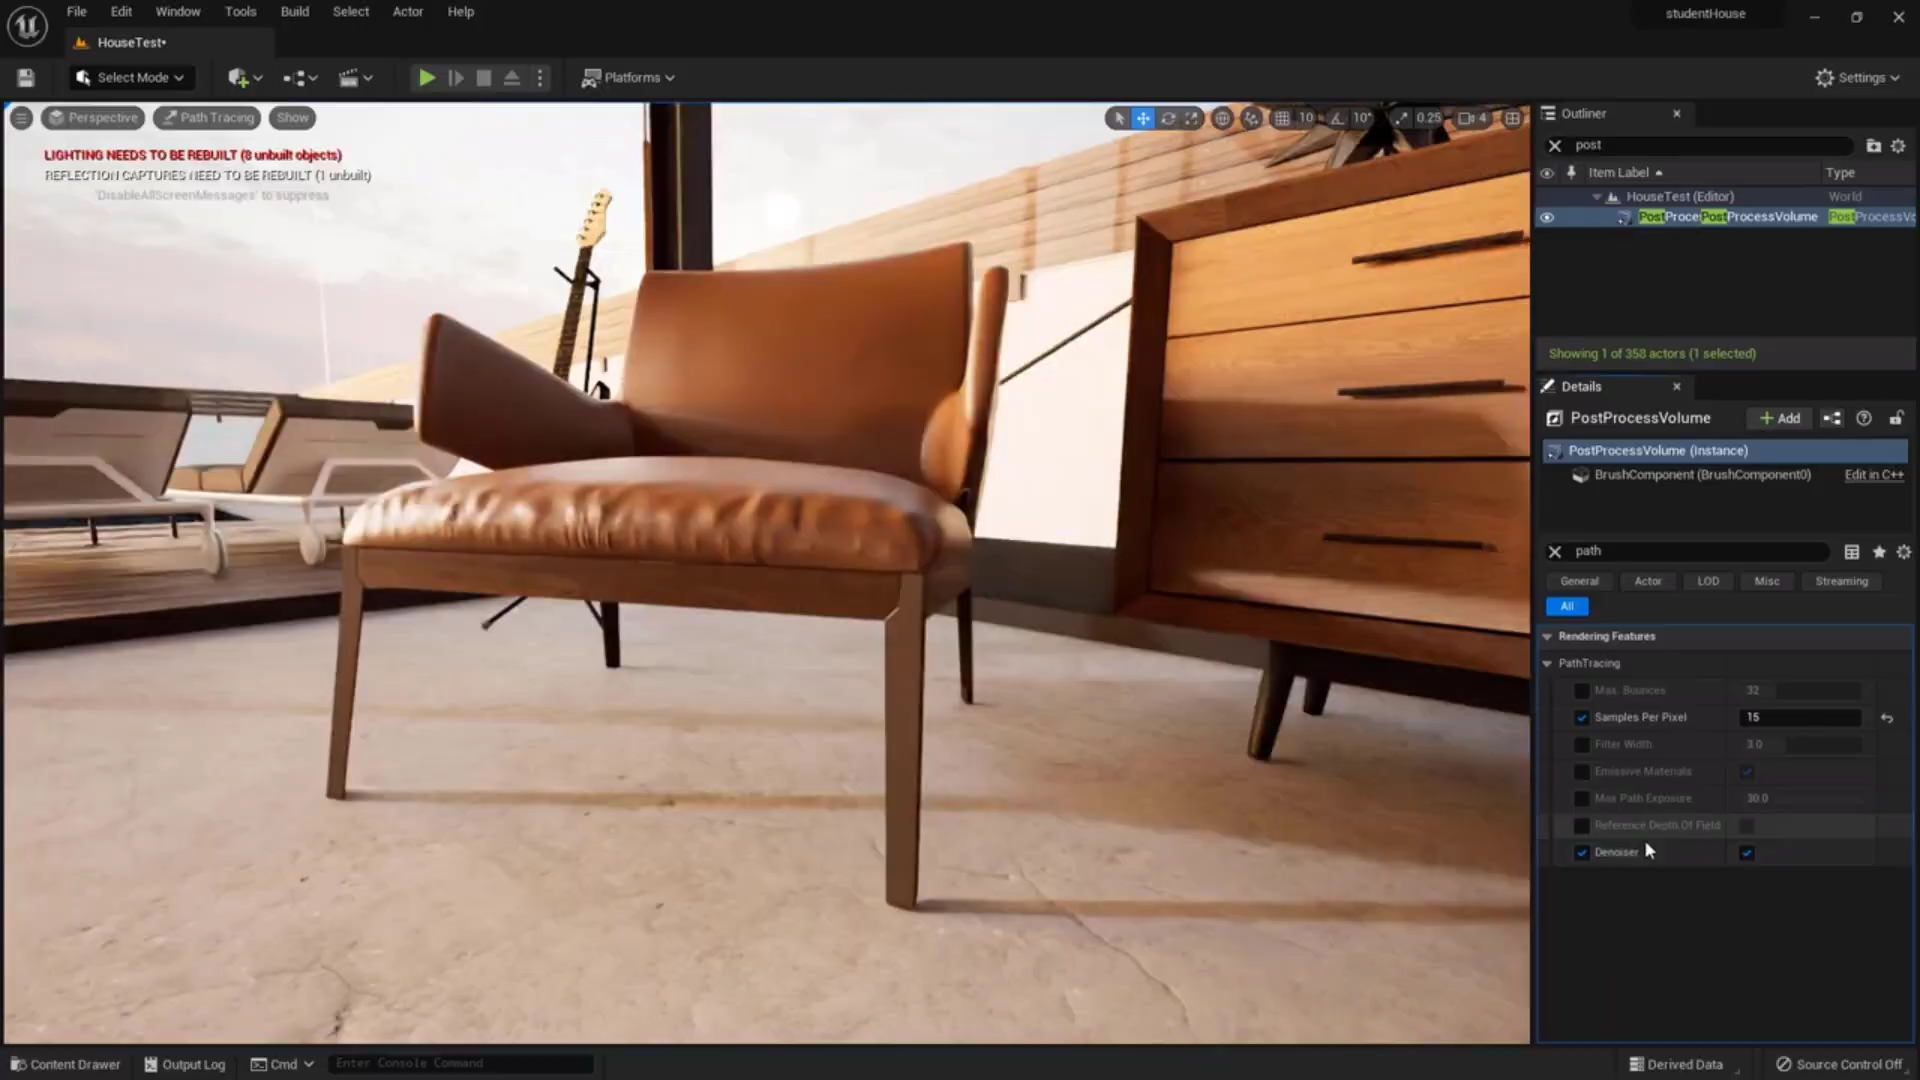 File Edit Window Tools Build Select Actor Help
studentHouse
HouseTest•
Select Mode
Platforms
Settings
Perspective Path Tracing Show
10 10° 0.25 4
LIGHTING NEEDS TO BE REBUILT (8 unbuilt objects)
REFLECTION CAPTURES NEED TO BE REBUILT (1 unbuilt)
'DisableAllScreenMessages' to suppress
Outliner
post
Item Label Type
HouseTest (Editor) World
PostProcePostProcessVolume PostProcessVo
Showing 1 of 358 actors (1 selected)
Details
PostProcessVolume Add
PostProcessVolume (Instance)
BrushComponent (BrushComponent0) Edit in C++
path
General Actor LOD Misc Streaming
All
Rendering Features
PathTracing
Max. Bounces 32
Samples Per Pixel 15
Filter Width 3.0
Emissive Materials
Max Path Exposure 30.0
Reference Depth Of Field
Denoiser
Content Drawer Output Log Cmd Enter Console Command
Derived Data Source Control Off